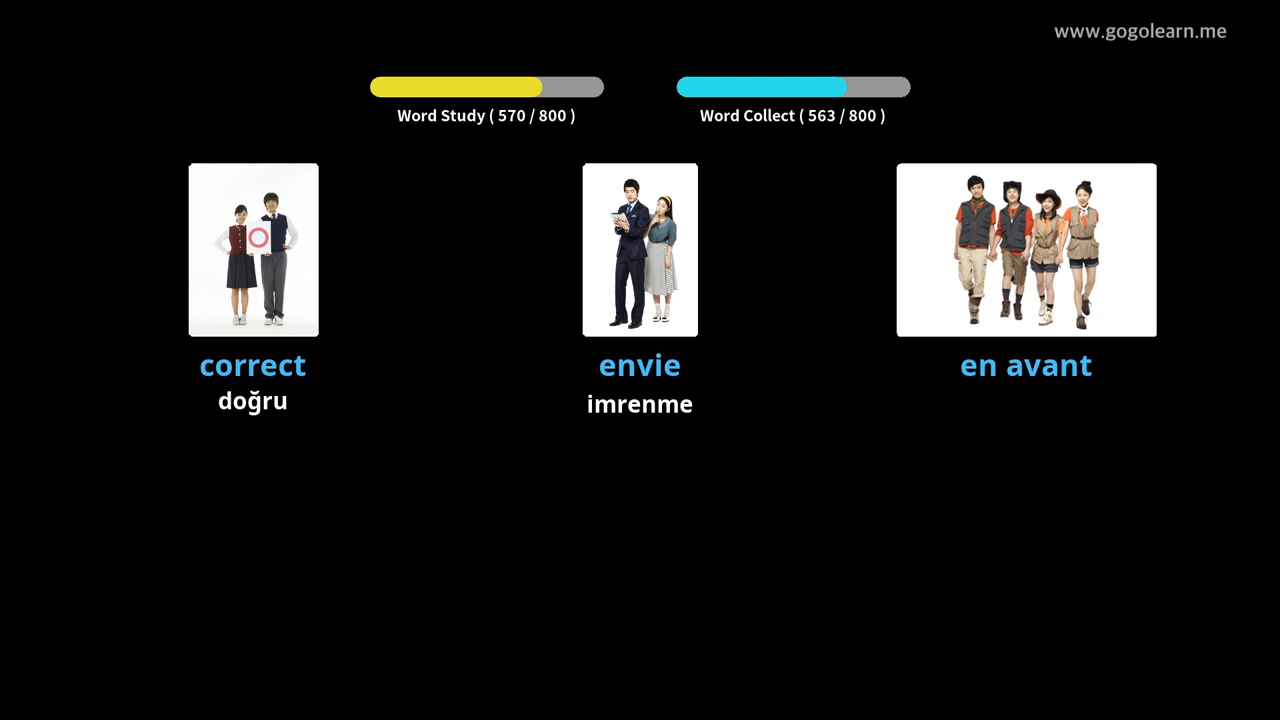 www.gogolearn.me
Word Study ( 570 / 800 )
Word Collect ( 563 / 800 )
correct
envie
en avant
doğru
imrenme